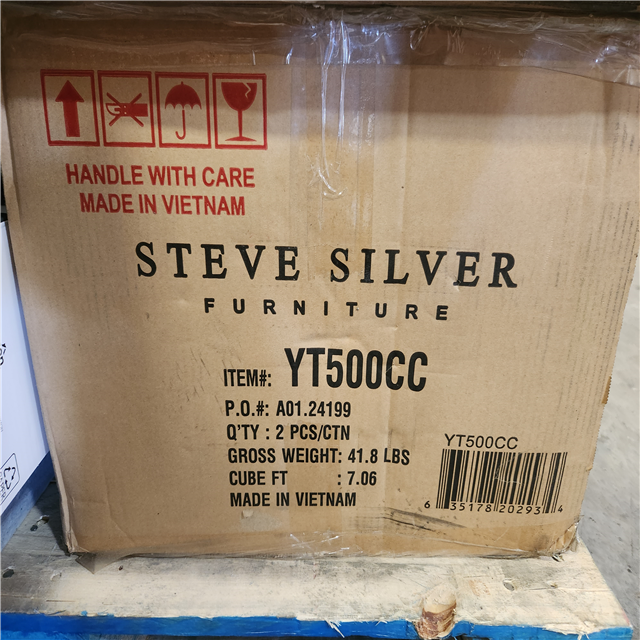 HANDLE WITH CARE
MADE IN VIETNAM
STEVE SILVER
FURNITURE
ITEM#: YT500CC
P.O.#: A01.24199
Q'TY : 2 PCS/CTN
GROSS WEIGHT: 41.8 LBS
CUBE FT : 7.06
MADE IN VIETNAM
YT500CC
6 35178 20293 4